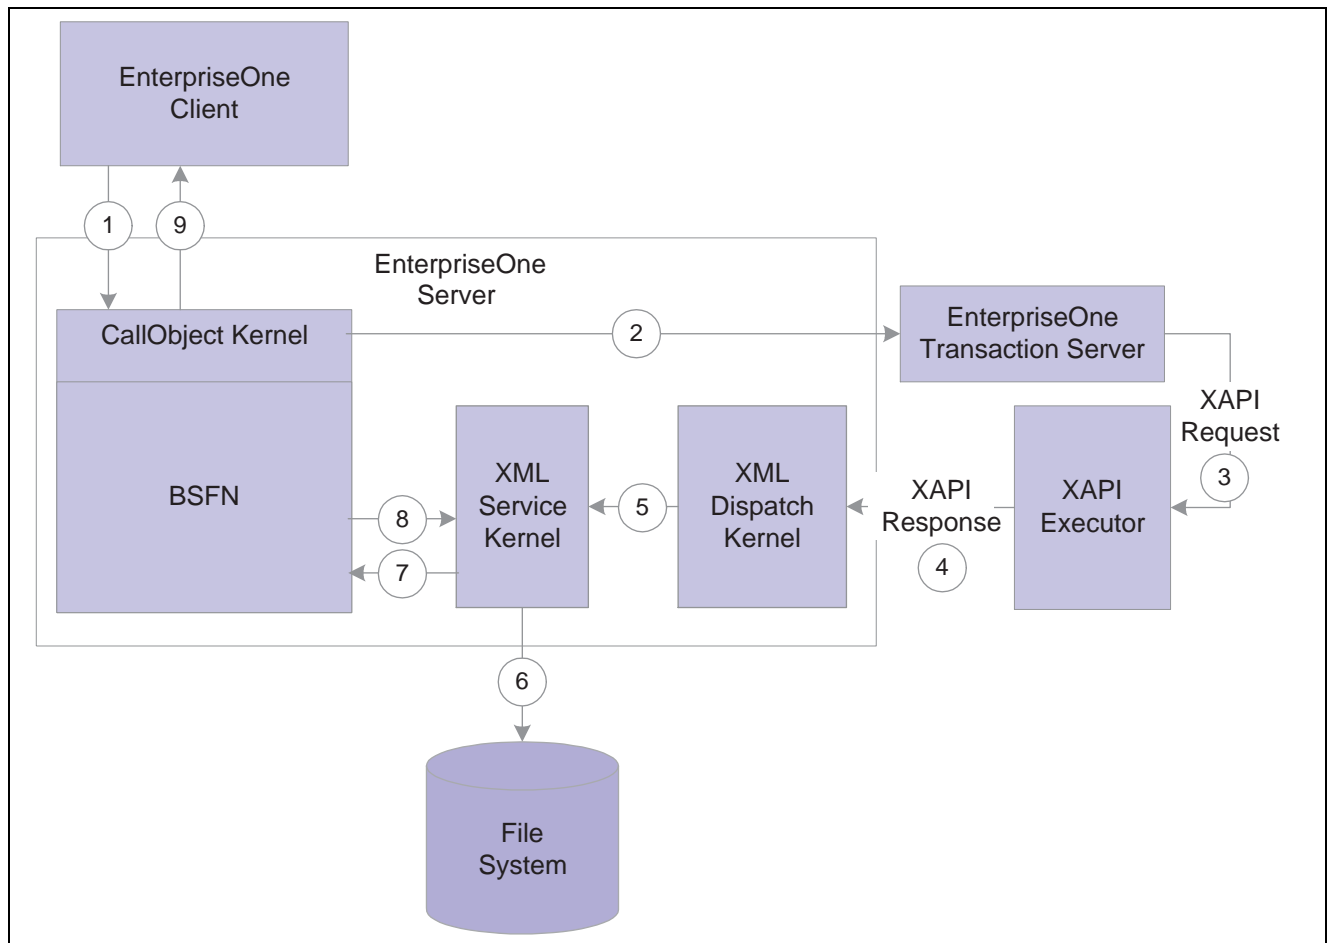 EnterpriseOne
Client
1
9
EnterpriseOne
Server
CallObject Kernel
2
EnterpriseOne
Transaction Server
XAPI
Request
3
BSFN
8
7
XML
Service
Kernel
5
XML
Dispatch
Kernel
XAPI
Response
4
XAPI
Executor
6
File
System